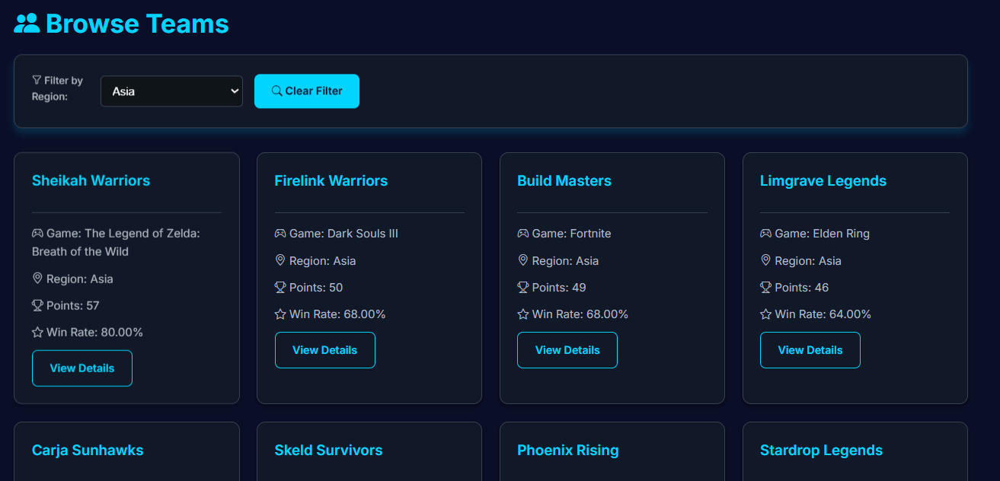 Browse Teams
Filter by
Region:
Asia
Clear Filter
Sheikah Warriors
Game: The Legend of Zelda:
Breath of the Wild
Region: Asia
Points: 57
Win Rate: 80.00%
View Details
Firelink Warriors
Game: Dark Souls III
Region: Asia
Points: 50
Win Rate: 68.00%
View Details
Build Masters
Game: Fortnite
Region: Asia
Points: 49
Win Rate: 68.00%
View Details
Limgrave Legends
Game: Elden Ring
Region: Asia
Points: 46
Win Rate: 64.00%
View Details
Carja Sunhawks
Skeld Survivors
Phoenix Rising
Stardrop Legends